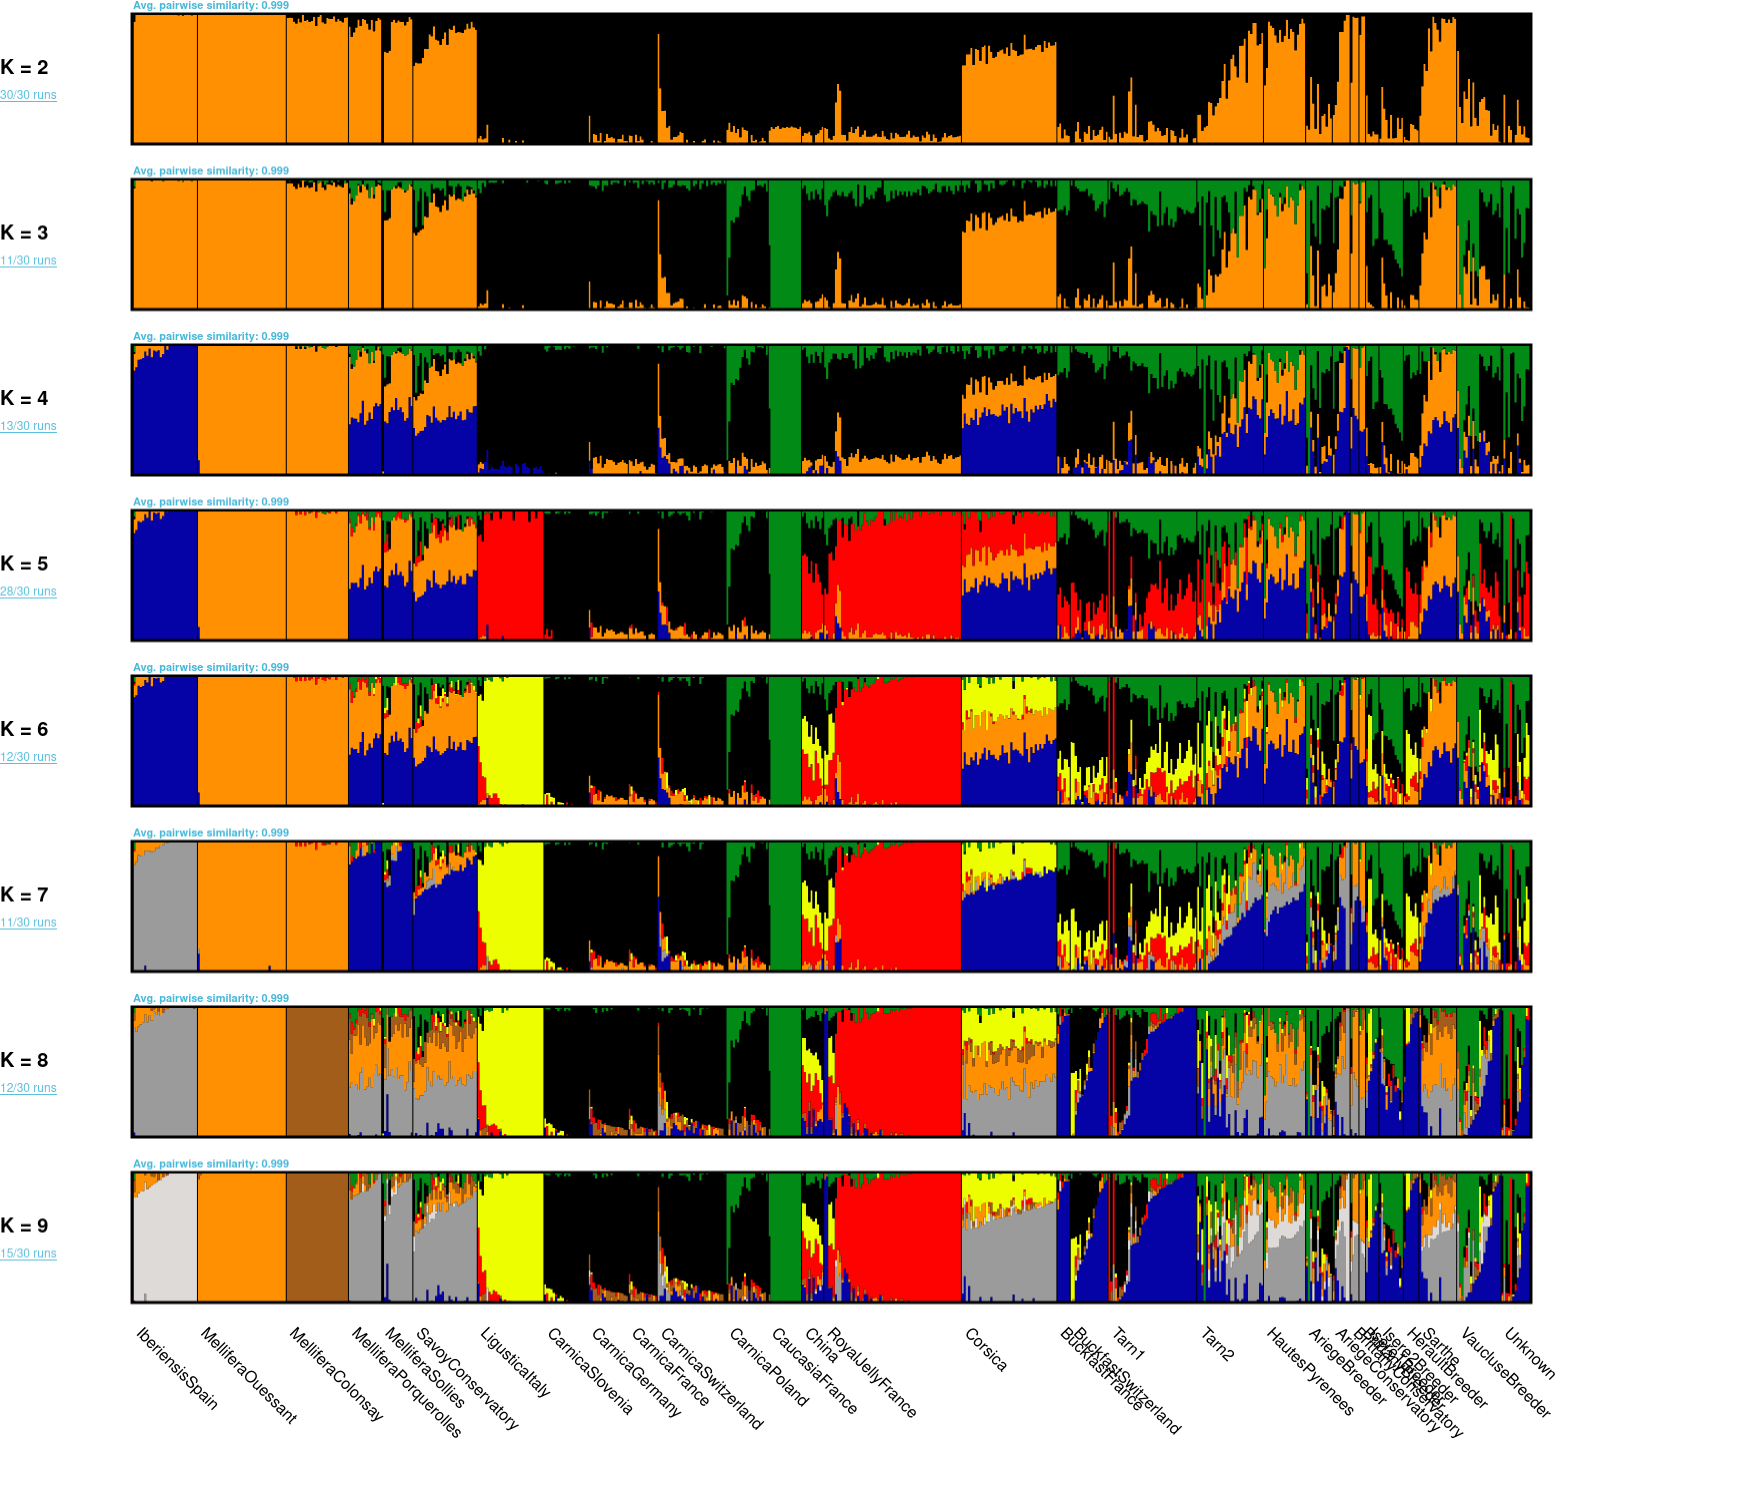 Avg. pairwise similarity: 0.999
K = 2
30/30 runs
Avg. pairwise similarity: 0.999
K = 3
11/30 runs
Avg. pairwise similarity: 0.999
K = 4
13/30 runs
Avg. pairwise similarity: 0.999
K = 5
28/30 runs
Avg. pairwise similarity: 0.999
K = 6
12/30 runs
Avg. pairwise similarity: 0.999
K = 7
11/30 runs
Avg. pairwise similarity: 0.999
K = 8
12/30 runs
Avg. pairwise similarity: 0.999
K = 9
15/30 runs
IberiensisSpain
MelliferaOuessant
MelliferaColonsay
MelliferaPorquerolles
MelliferaSollies
SavoyConservatory
LigusticaItaly
CarnicaSlovenia
CarnicaGermany
CarnicaFrance
CarnicaSwitzerland
CarnicaPoland
CaucasiaFrance
China
RoyalJellyFrance
Corsica
BuckfastFrance
BuckfastSwitzerland
Tarn1
Tarn2
HautesPyrenees
AriegeBreeder
AriegeConservatory
Isere2Breeder
HeraultBreeder
Sarthe
VaucluseBreeder
Unknown